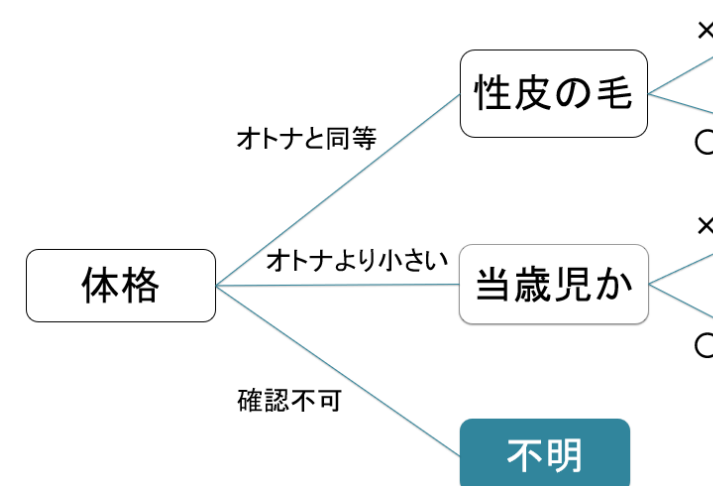 ×
性皮の毛
オトナと同等
○
×
オトナより小さい
当歳児か
体格
○
確認不可
不明